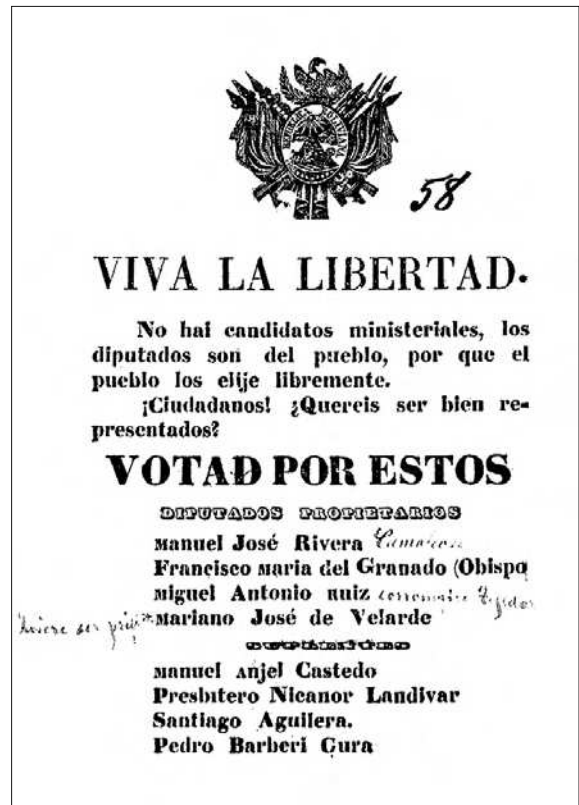 REPUBLICA BOLIVIANA
58
VIVA LA LIBERTAD.
No hai candidatos ministeriales, los
diputados son del pueblo, por que el
pueblo los elije libremente.
¡Ciudadanos! ¿Quereis ser bien re-
presentados?
VOTAD POR ESTOS
DIPUTADOS PROPIETARIOS
Manuel José Rivera
Francisco Maria del Granado (Obispo
Miguel Antonio Ruiz
Mariano José de Velarde
Manuel Anjel Castedo
Presbitero Nicanor Landivar
Santiago Aguilera.
Pedro Barberi Cura